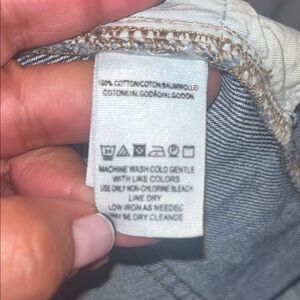 100% COTTON/COTON/BAUMWOLLE/
COTONE/ALGODÃO/ALGODON
MACHINE WASH COLD GENTLE
WITH LIKE COLORS
USE ONLY NON-CHLORINE BLEACH
LINE DRY
LOW IRON AS NEEDED
MAY BE DRY CLEANDE